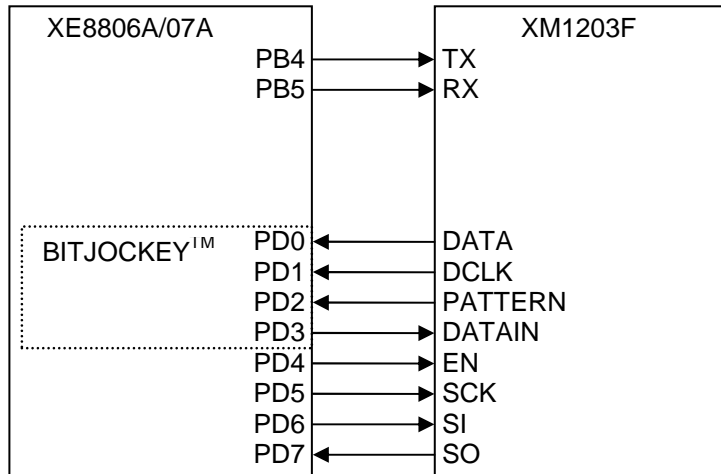 XE8806A/07A XM1203F
PB4 TX
PB5 RX
PD0 DATA
BITJOCKEY™
PD1 DCLK
PD2 PATTERN
PD3 DATAIN
PD4 EN
PD5 SCK
PD6 SI
PD7 SO